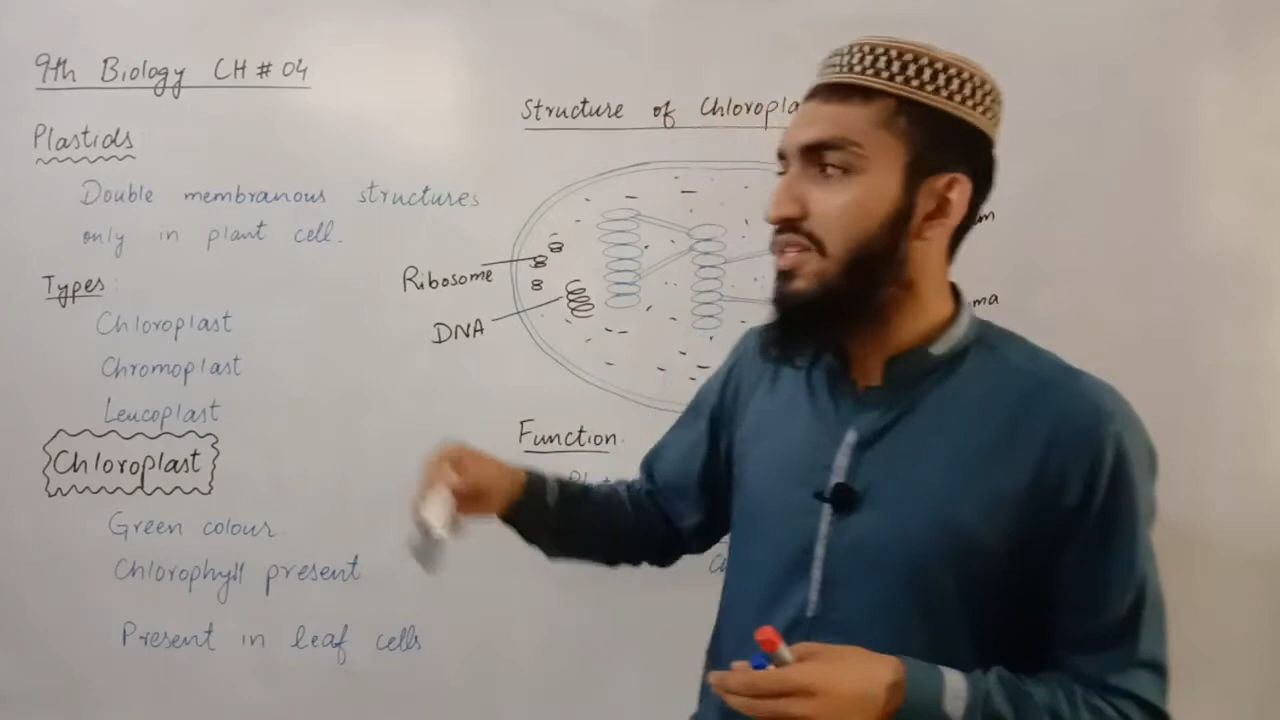 9th Biology CH # 04
Plastids
Double membranous structures
only in plant cell.
Types:
Chloroplast
Chromoplast
Leucoplast
Chloroplast
Green colour.
Chlorophyll present
Present in leaf cells
Structure of Chloropla
Ribosome
DNA
ma
Function